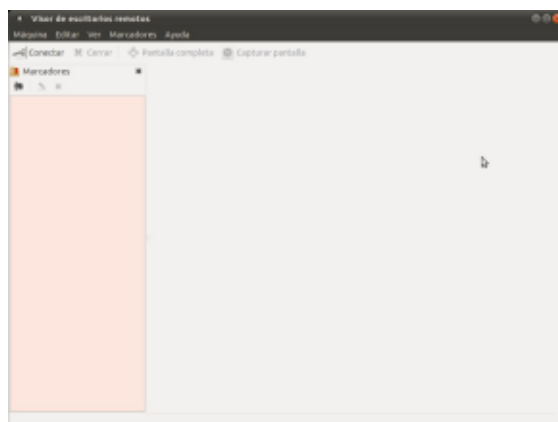 Visor de escritorios remotos
Máquina Editar Ver Marcadores Ayuda
Conectar Cerrar Pantalla completa Capturar pantalla
Marcadores